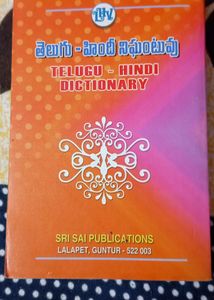 తెలుగు - హిందీ నిఘంటువు
TELUGU - HINDI
DICTIONARY
SRI SAI PUBLICATIONS
LALAPET, GUNTUR - 522 003